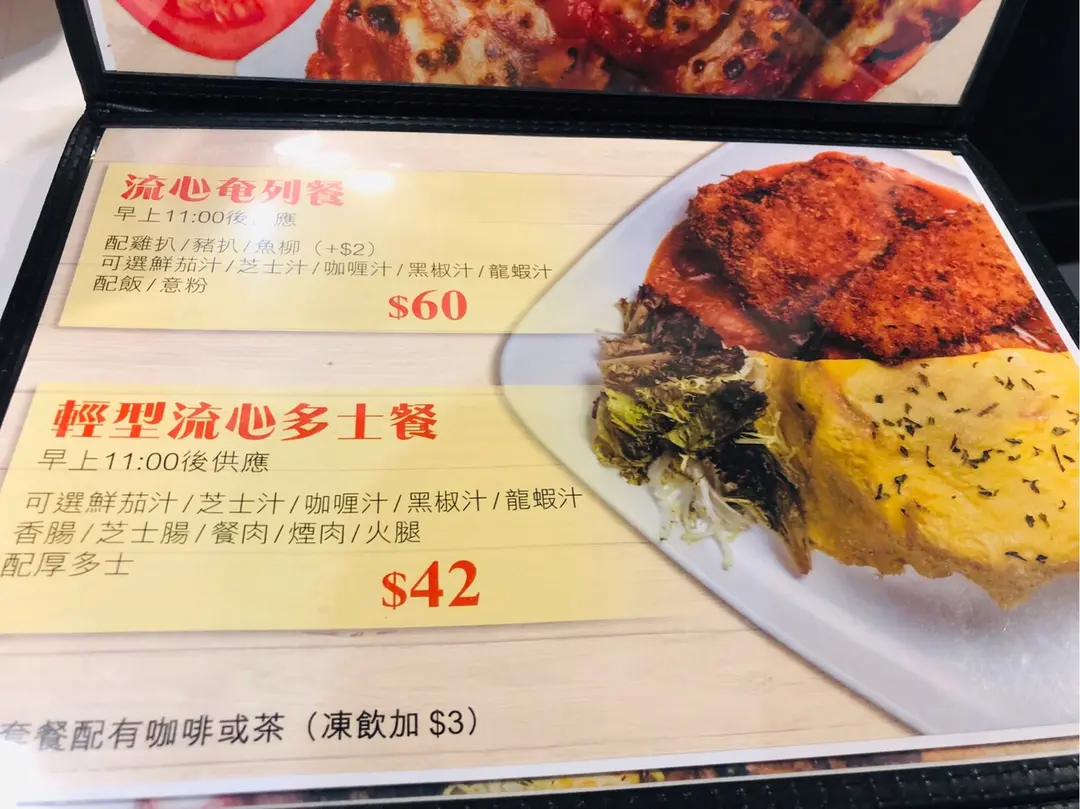 流心奄列餐
早上11:00後供應
配雞扒/豬扒/魚柳（+$2）
可選鮮茄汁/芝士汁/咖喱汁/黑椒汁/龍蝦汁
配飯/意粉
$60
輕型流心多士餐
早上11:00後供應
可選鮮茄汁/芝士汁/咖喱汁/黑椒汁/龍蝦汁
香腸/芝士腸/餐肉/煙肉/火腿
配厚多士
$42
套餐配有咖啡或茶（凍飲加 $3）